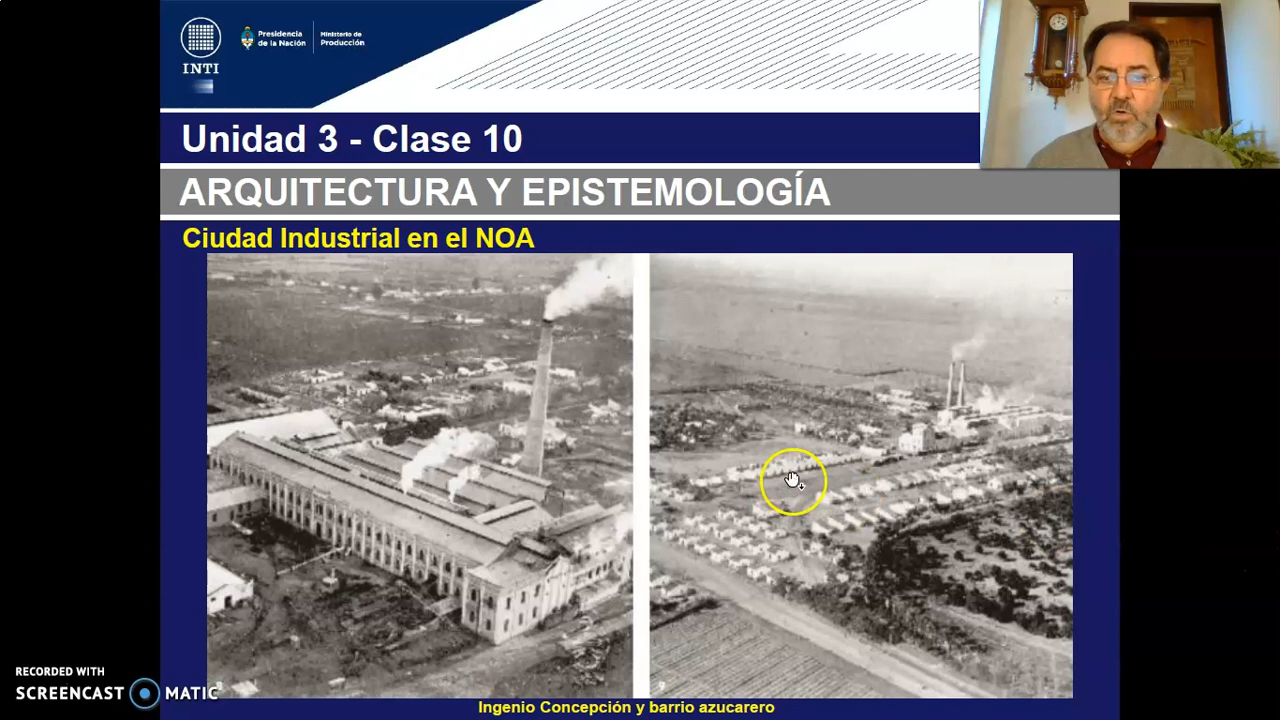 INTI
Presidencia
de la Nación
Ministerio de
Producción
Unidad 3 - Clase 10
ARQUITECTURA Y EPISTEMOLOGÍA
Ciudad Industrial en el NOA
9
RECORDED WITH
SCREENCAST MATIC
Ingenio Concepción y barrio azucarero